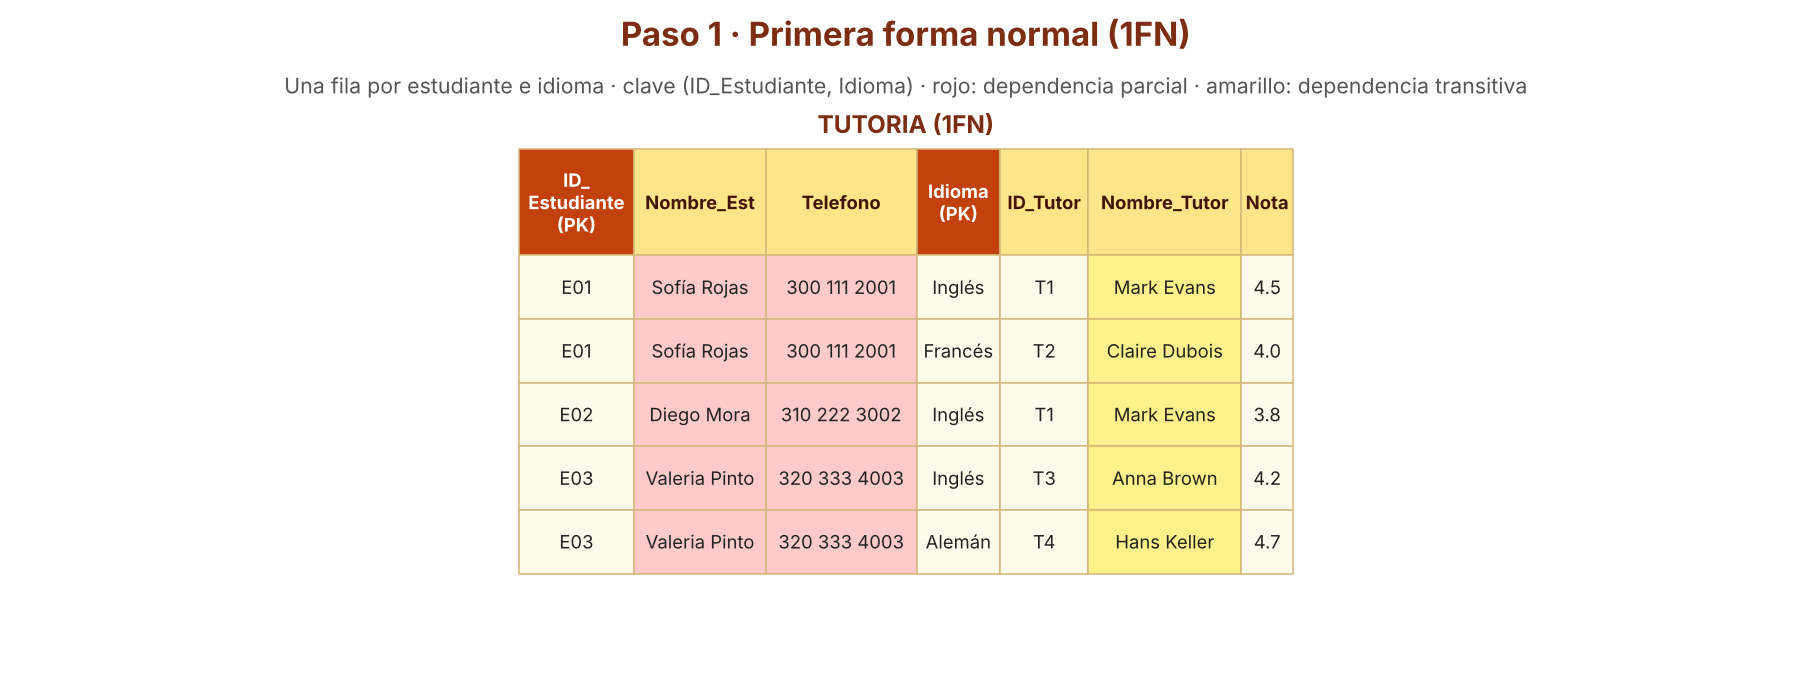 Paso 1 · Primera forma normal (1FN)
Una fila por estudiante e idioma · clave (ID_Estudiante, Idioma) · rojo: dependencia parcial · amarillo: dependencia transitiva
TUTORIA (1FN)
ID_
Estudiante
(PK)
Nombre_Est
Telefono
Idioma
(PK)
ID_Tutor
Nombre_Tutor
Nota
E01 Sofía Rojas 300 111 2001 Inglés T1 Mark Evans 4.5
E01 Sofía Rojas 300 111 2001 Francés T2 Claire Dubois 4.0
E02 Diego Mora 310 222 3002 Inglés T1 Mark Evans 3.8
E03 Valeria Pinto 320 333 4003 Inglés T3 Anna Brown 4.2
E03 Valeria Pinto 320 333 4003 Alemán T4 Hans Keller 4.7